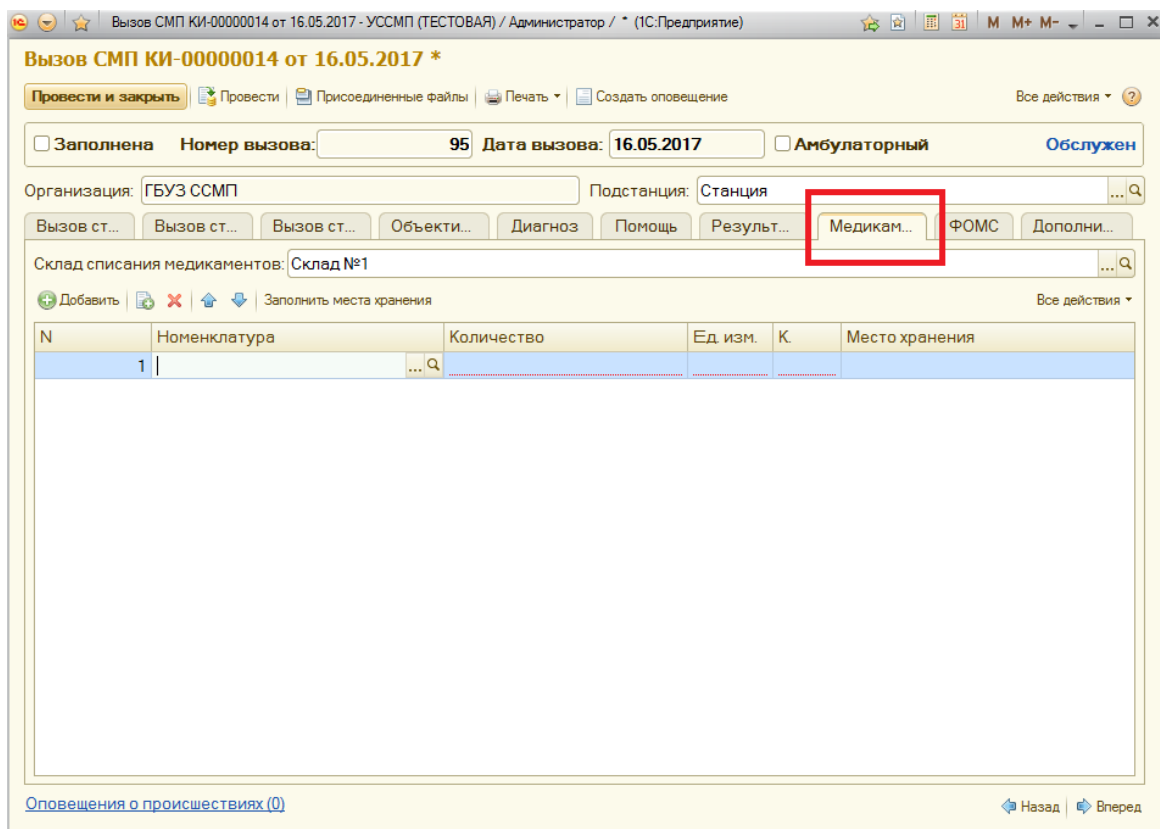 Вызов СМП КИ-00000014 от 16.05.2017 - УССМП (ТЕСТОВАЯ) / Администратор / * (1С:Предприятие) M M+ M-
Вызов СМП КИ-00000014 от 16.05.2017 *
Провести и закрыть Провести Присоединенные файлы Печать Создать оповещение Все действия ?
Заполнена Номер вызова: 95 Дата вызова: 16.05.2017 Амбулаторный Обслужен
Организация: ГБУЗ ССМП Подстанция: Станция ...
Вызов ст... Вызов ст... Вызов ст... Объекти... Диагноз Помощь Результ... Медикам... ФОМС Дополни...
Склад списания медикаментов: Склад №1 ...
Добавить Заполнить места хранения Все действия
N Номенклатура Количество Ед. изм. К. Место хранения
1 ...
Оповещения о происшествиях (0) Назад Вперед